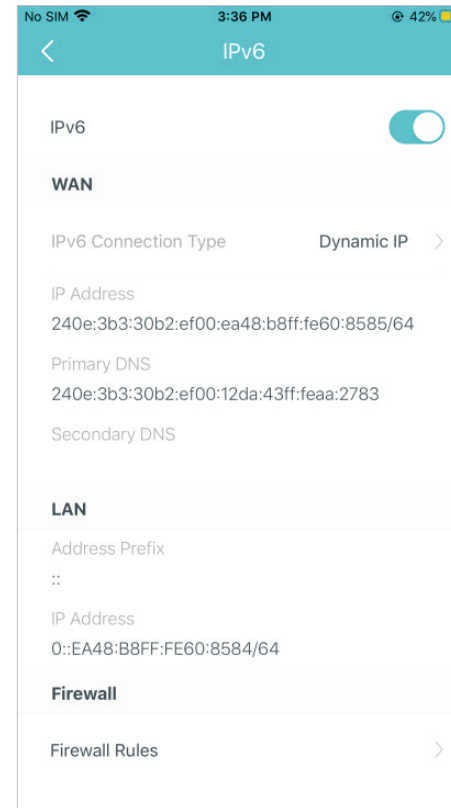 No SIM 3:36 PM 42%
IPv6
IPv6
WAN
IPv6 Connection Type Dynamic IP
IP Address
240e:3b3:30b2:ef00:ea48:b8ff:fe60:8585/64
Primary DNS
240e:3b3:30b2:ef00:12da:43ff:feaa:2783
Secondary DNS
LAN
Address Prefix
::
IP Address
0::EA48:B8FF:FE60:8584/64
Firewall
Firewall Rules